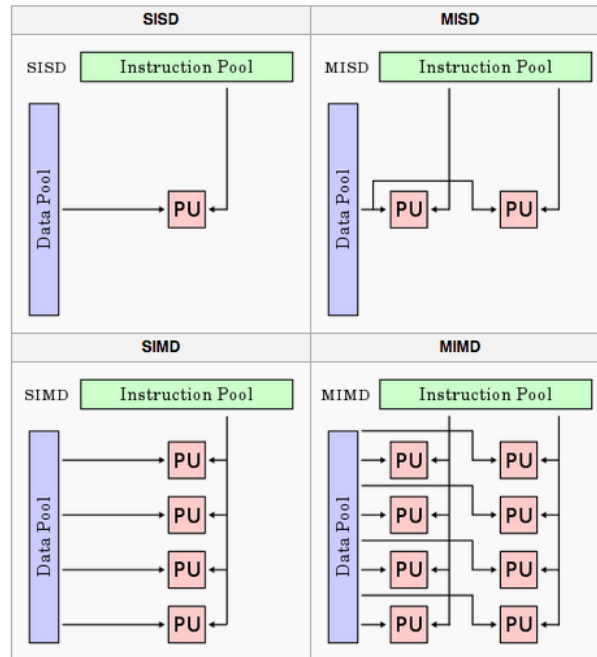 SISD
MISD
SISD
Instruction Pool
Data Pool
PU
MISD
Instruction Pool
Data Pool
PU
PU
SIMD
MIMD
SIMD
Instruction Pool
Data Pool
PU
PU
PU
PU
MIMD
Instruction Pool
Data Pool
PU
PU
PU
PU
PU
PU
PU
PU